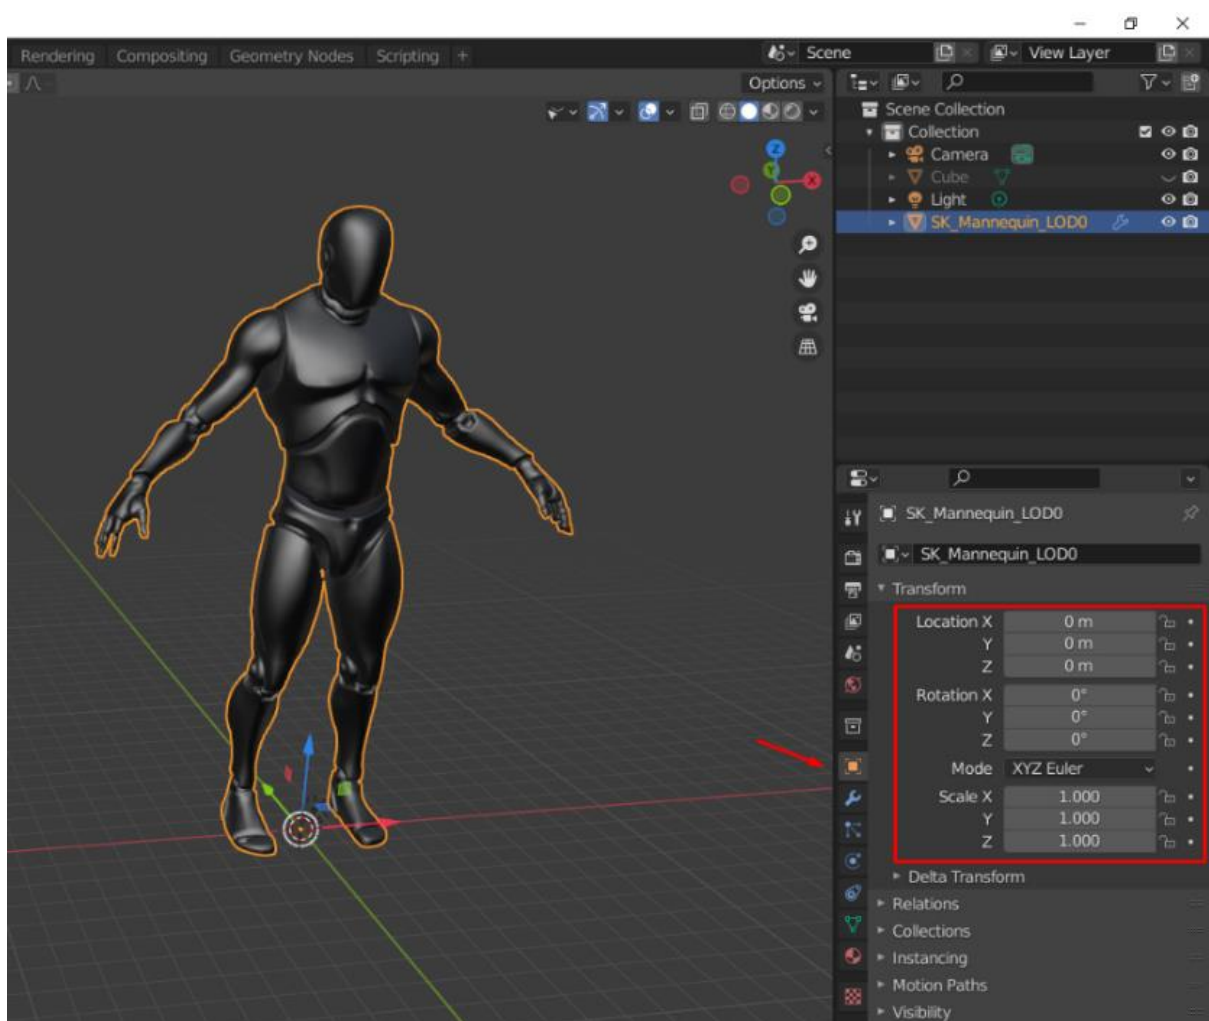 Rendering Compositing Geometry Nodes Scripting +
Scene
View Layer
Options
Z
Y
X
Scene Collection
Collection
Camera
Cube
Light
SK_Mannequin_LOD0
SK_Mannequin_LOD0
SK_Mannequin_LOD0
Transform
Location X 0 m
Y 0 m
Z 0 m
Rotation X 0°
Y 0°
Z 0°
Mode XYZ Euler
Scale X 1.000
Y 1.000
Z 1.000
Delta Transform
Relations
Collections
Instancing
Motion Paths
Visibility